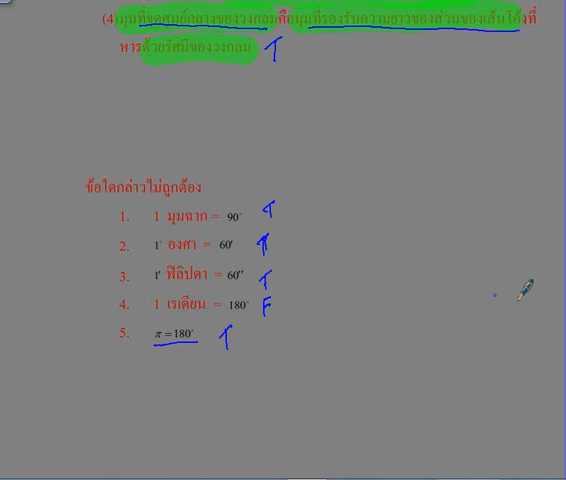 (4)มุมที่จุดศูนย์กลางของวงกลมคือมุมที่รองรับความยาวของส่วนของเส้นโค้งที่
หารด้วยรัศมีของวงกลม T
ข้อใดกล่าวไม่ถูกต้อง
1. 1 มุมฉาก = 90° T
2. 1° องศา = 60' T
3. 1' ฟิลิปดา = 60'' T
4. 1 เรเดียน = 180° F
5. π = 180° T